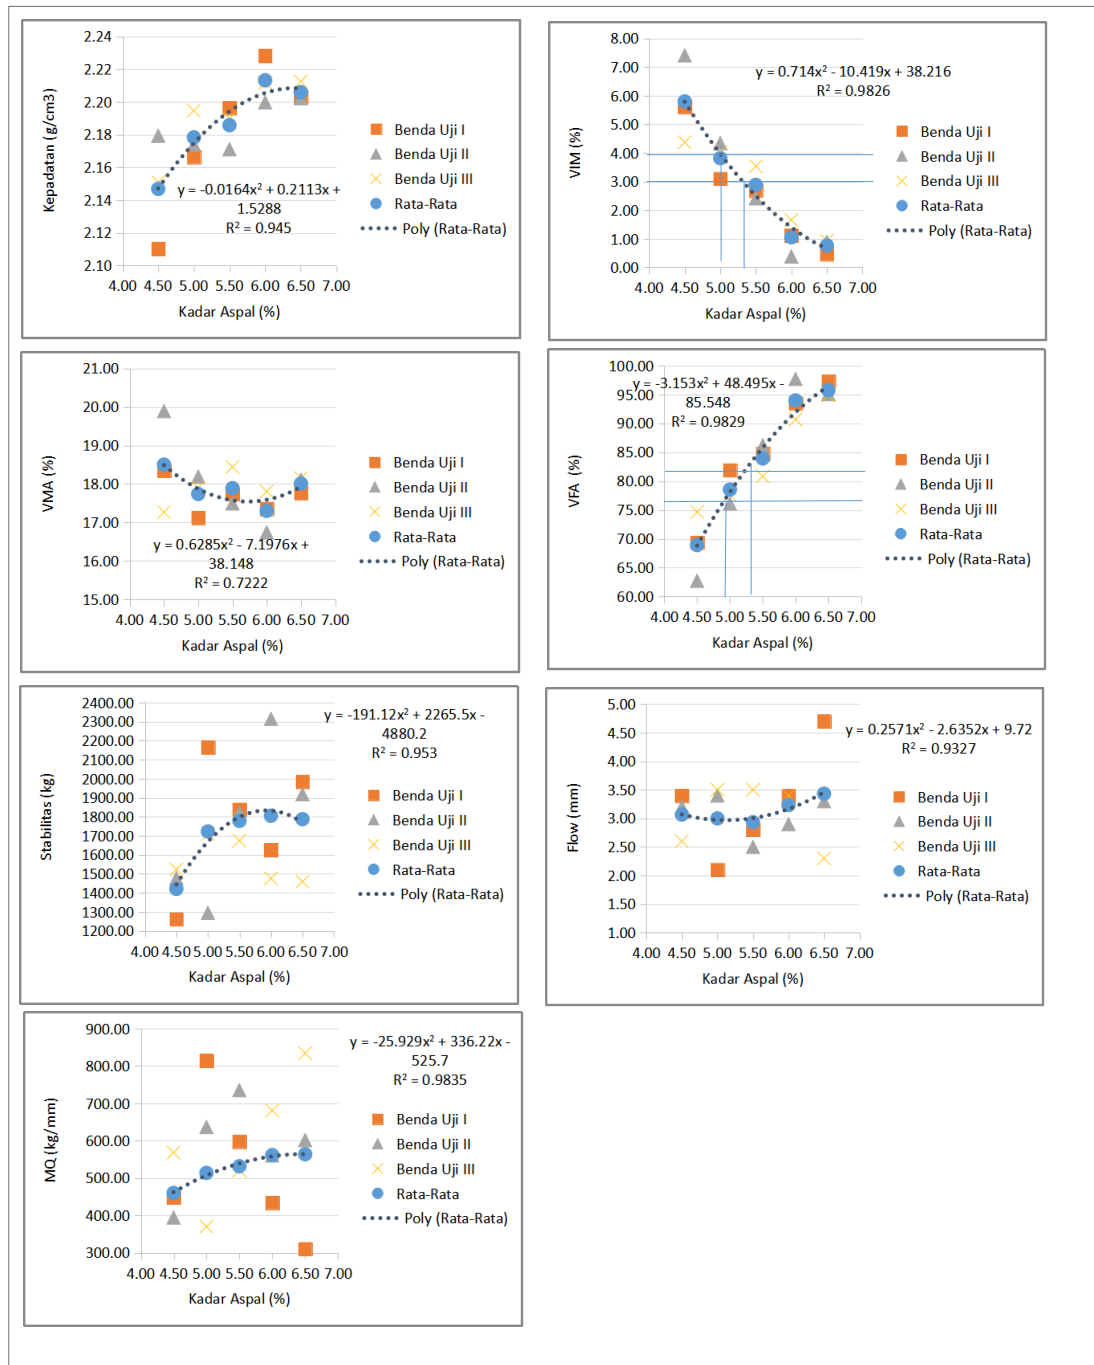 2.24
2.22
2.20
2.18
2.16
2.14
2.12
2.10
4.00 4.50 5.00 5.50 6.00 6.50 7.00
Kepadatan (g/cm3)
Kadar Aspal (%)
y = -0.0164x² + 0.2113x +
1.5288
R² = 0.945
Benda Uji I
Benda Uji II
Benda Uji III
Rata-Rata
Poly (Rata-Rata)
8.00
7.00
6.00
5.00
4.00
3.00
2.00
1.00
0.00
4.00 4.50 5.00 5.50 6.00 6.50 7.00
VIM (%)
Kadar Aspal (%)
y = 0.714x² - 10.419x + 38.216
R² = 0.9826
Benda Uji I
Benda Uji II
Benda Uji III
Rata-Rata
Poly (Rata-Rata)
21.00
20.00
19.00
18.00
17.00
16.00
15.00
4.00 4.50 5.00 5.50 6.00 6.50 7.00
VMA (%)
Kadar Aspal (%)
y = 0.6285x² - 7.1976x +
38.148
R² = 0.7222
Benda Uji I
Benda Uji II
Benda Uji III
Rata-Rata
Poly (Rata-Rata)
100.00
95.00
90.00
85.00
80.00
75.00
70.00
65.00
60.00
4.00 4.50 5.00 5.50 6.00 6.50 7.00
VFA (%)
Kadar Aspal (%)
y = -3.153x² + 48.495x -
85.548
R² = 0.9829
Benda Uji I
Benda Uji II
Benda Uji III
Rata-Rata
Poly (Rata-Rata)
2400.00
2300.00
2200.00
2100.00
2000.00
1900.00
1800.00
1700.00
1600.00
1500.00
1400.00
1300.00
1200.00
4.00 4.50 5.00 5.50 6.00 6.50 7.00
Stabilitas (kg)
Kadar Aspal (%)
y = -191.12x² + 2265.5x -
4880.2
R² = 0.953
Benda Uji I
Benda Uji II
Benda Uji III
Rata-Rata
Poly (Rata-Rata)
5.00
4.50
4.00
3.50
3.00
2.50
2.00
1.50
1.00
4.00 4.50 5.00 5.50 6.00 6.50 7.00
Flow (mm)
Kadar Aspal (%)
y = 0.2571x² - 2.6352x + 9.72
R² = 0.9327
Benda Uji I
Benda Uji II
Benda Uji III
Rata-Rata
Poly (Rata-Rata)
900.00
800.00
700.00
600.00
500.00
400.00
300.00
4.00 4.50 5.00 5.50 6.00 6.50 7.00
MQ (kg/mm)
Kadar Aspal (%)
y = -25.929x² + 336.22x -
525.7
R² = 0.9835
Benda Uji I
Benda Uji II
Benda Uji III
Rata-Rata
Poly (Rata-Rata)